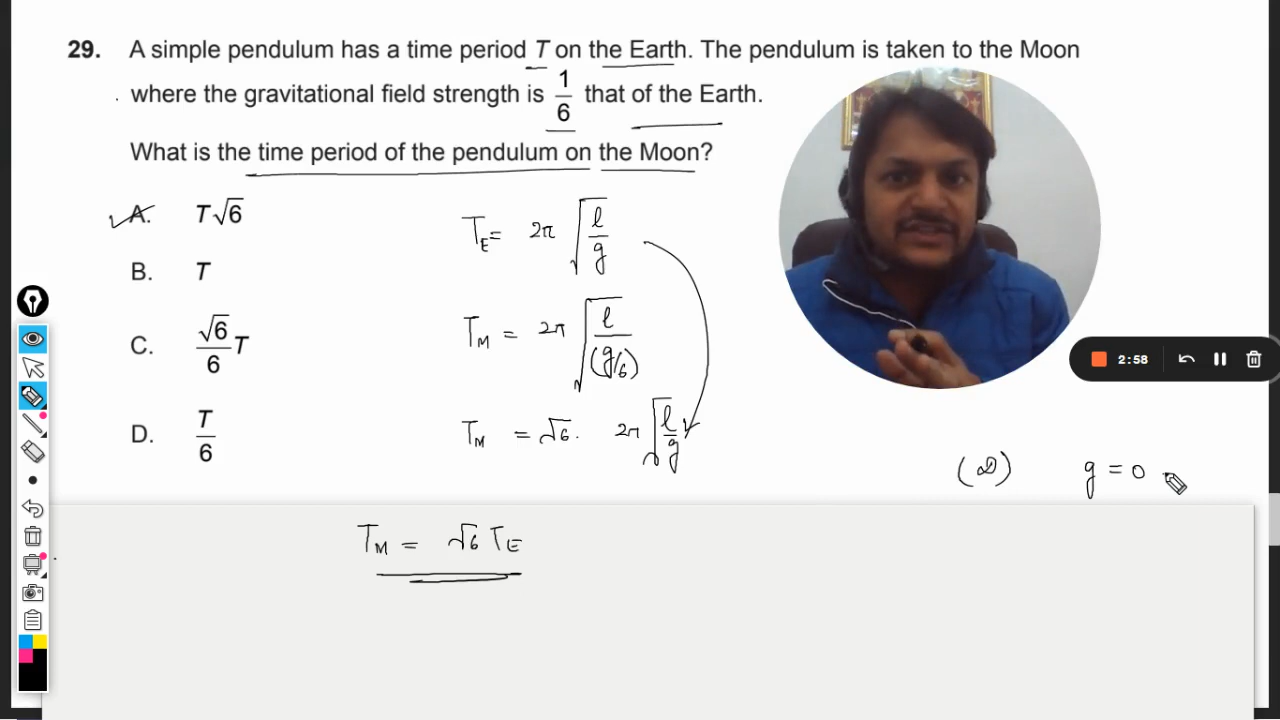 29. A simple pendulum has a time period T on the Earth. The pendulum is taken to the Moon
where the gravitational field strength is 1/6 that of the Earth.
What is the time period of the pendulum on the Moon?
A. T√6
B. T
C. √6/6 T
D. T/6
T_E = 2π √(l/g)
T_M = 2π √(l/(g/6))
T_M = √6 . 2π √(l/g)
(D) g = 0
T_M = √6 T_E
2:58